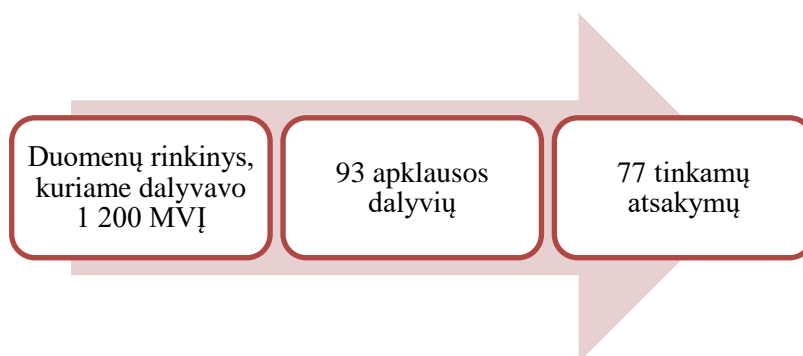 Duomenų rinkinys,
kuriame dalyvavo
1 200 MVĮ
93 apklausos
dalyvių
77 tinkamų
atsakymų